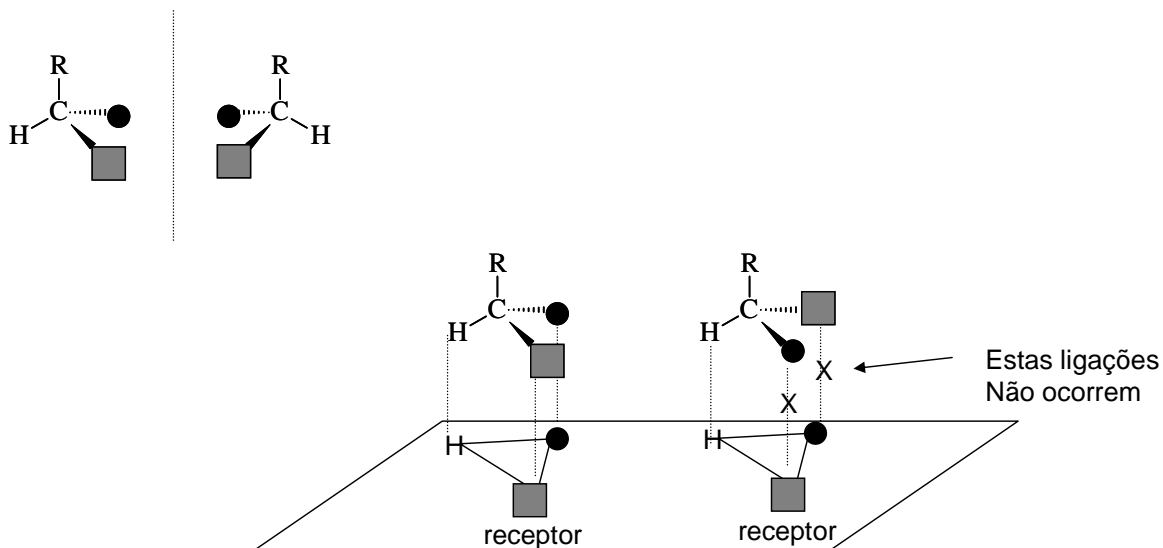 R R
C C
H H
R R
C C
H H
Estas ligações
Não ocorrem
X
X
H H
receptor receptor